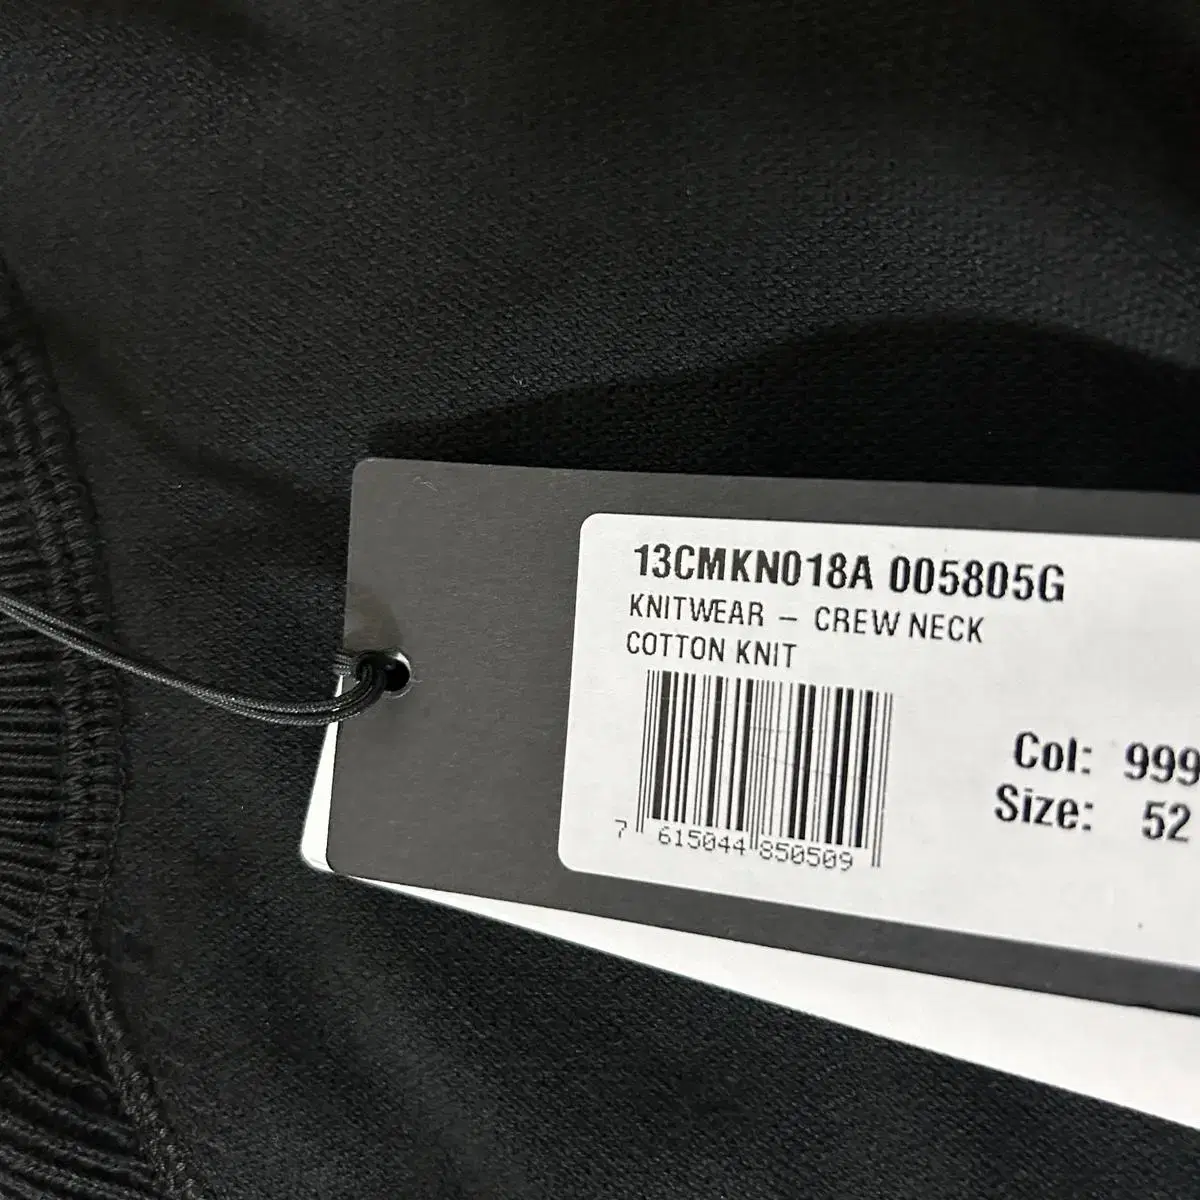 13CMKN018A 005805G
KNITWEAR – CREW NECK
COTTON KNIT
Col: 999
Size: 52
7 615044 850509